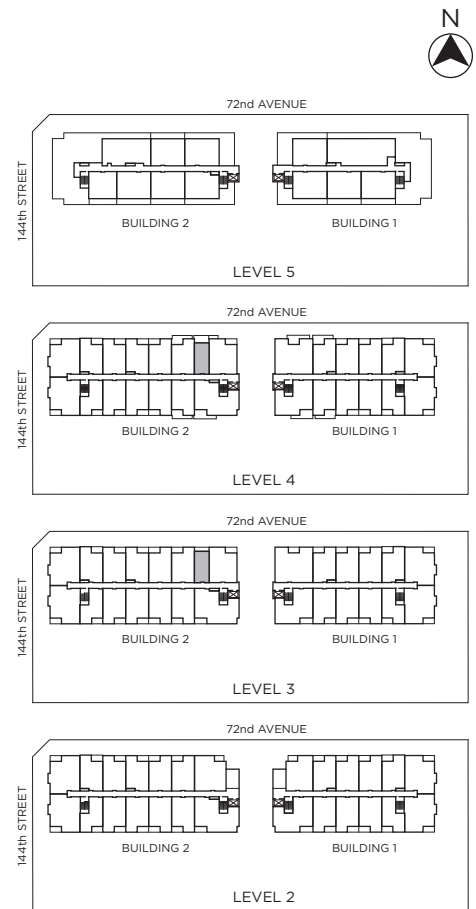 N
72nd AVENUE
144th STREET
BUILDING 2
BUILDING 1
LEVEL 5
72nd AVENUE
144th STREET
BUILDING 2
BUILDING 1
LEVEL 4
72nd AVENUE
144th STREET
BUILDING 2
BUILDING 1
LEVEL 3
72nd AVENUE
144th STREET
BUILDING 2
BUILDING 1
LEVEL 2